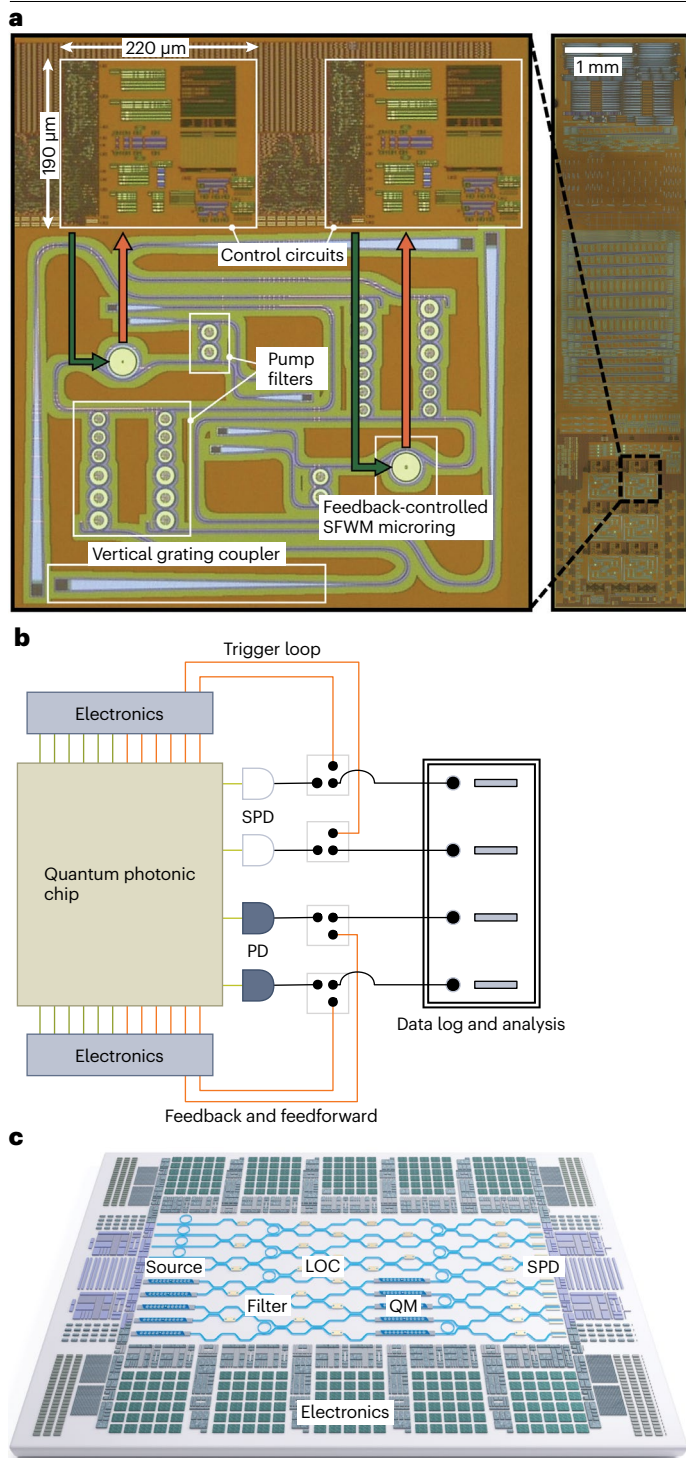 a
220 µm
1 mm
190 µm
Control circuits
Pump
filters
Feedback-controlled
SFWM microring
Vertical grating coupler
b
Trigger loop
Electronics
SPD
Quantum photonic
chip
PD
Electronics
Data log and analysis
Feedback and feedforward
c
Source
LOC
SPD
Filter
QM
Electronics